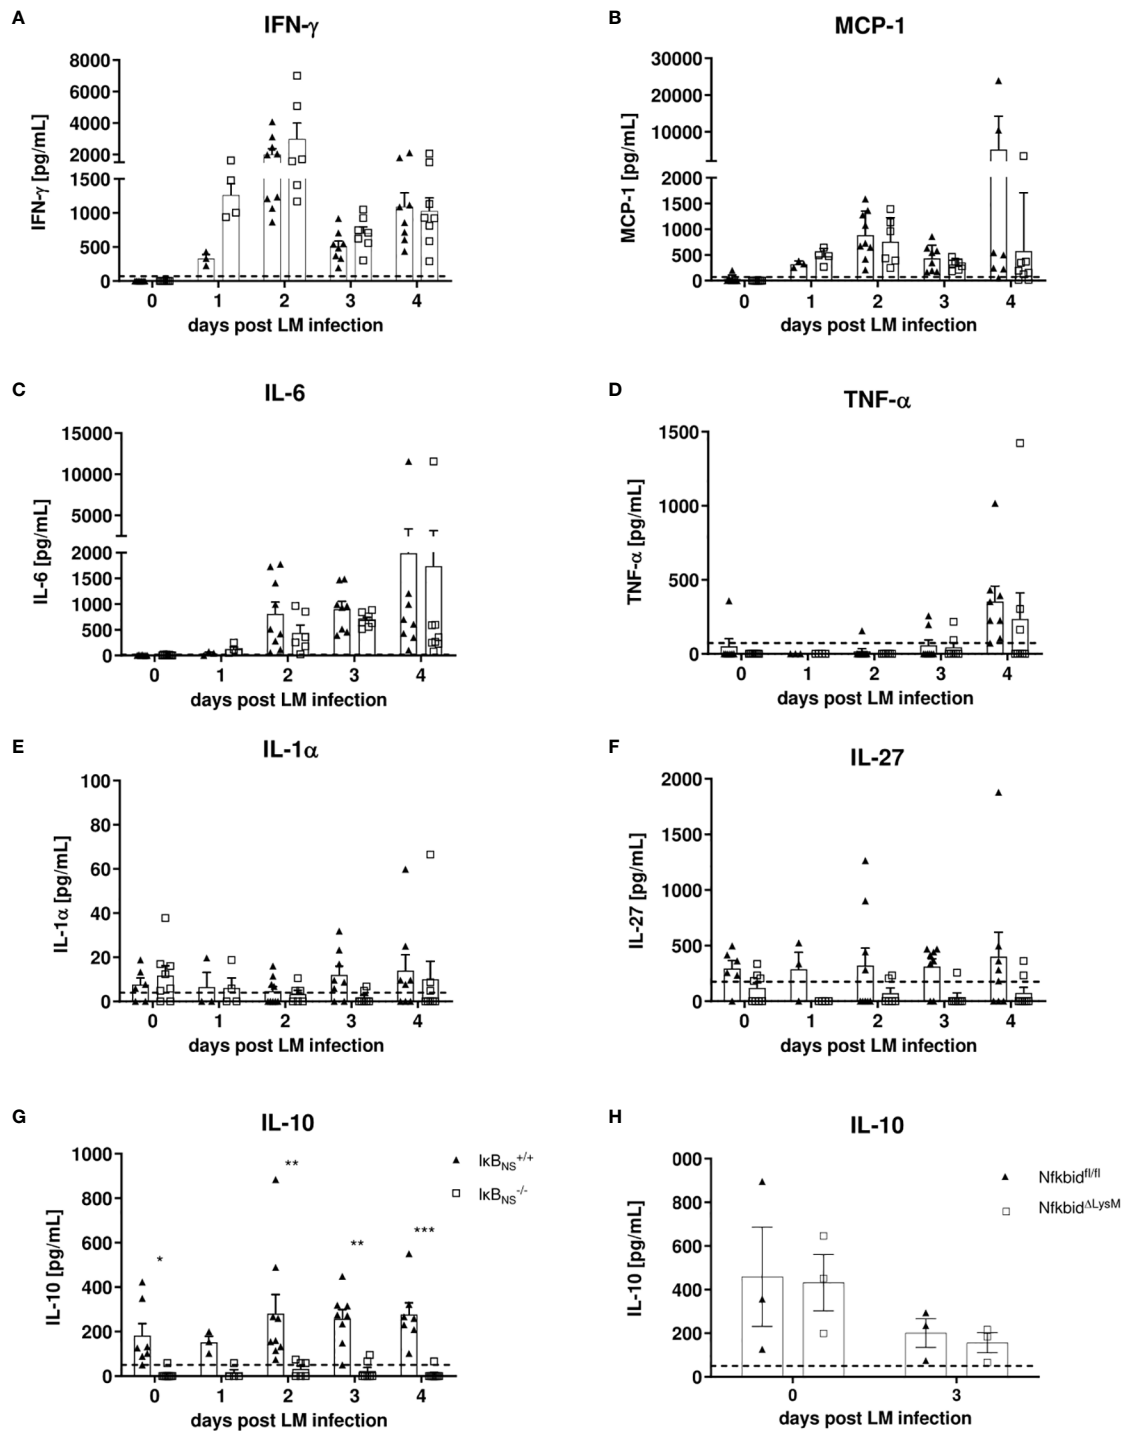 A
IFN-γ
8000
6000
4000
2000
1500
1000
500
0
IFN-γ [pg/mL]
0 1 2 3 4
days post LM infection
B
MCP-1
30000
20000
10000
2000
1500
1000
500
0
MCP-1 [pg/mL]
0 1 2 3 4
days post LM infection
C
IL-6
15000
10000
5000
2000
1500
1000
500
0
IL-6 [pg/mL]
0 1 2 3 4
days post LM infection
D
TNF-α
1500
1000
500
0
TNF-α [pg/mL]
0 1 2 3 4
days post LM infection
E
IL-1α
100
80
60
40
20
0
IL-1α [pg/mL]
0 1 2 3 4
days post LM infection
F
IL-27
2000
1500
1000
500
0
IL-27 [pg/mL]
0 1 2 3 4
days post LM infection
G
IL-10
1000
800
600
400
200
0
IL-10 [pg/mL]
*
**
**
***
0 1 2 3 4
days post LM infection
IκBNS+/+
IκBNS-/-
H
IL-10
000
800
600
400
200
0
IL-10 [pg/mL]
0 3
days post LM infection
Nfkbidfl/fl
NfkbidΔLysM